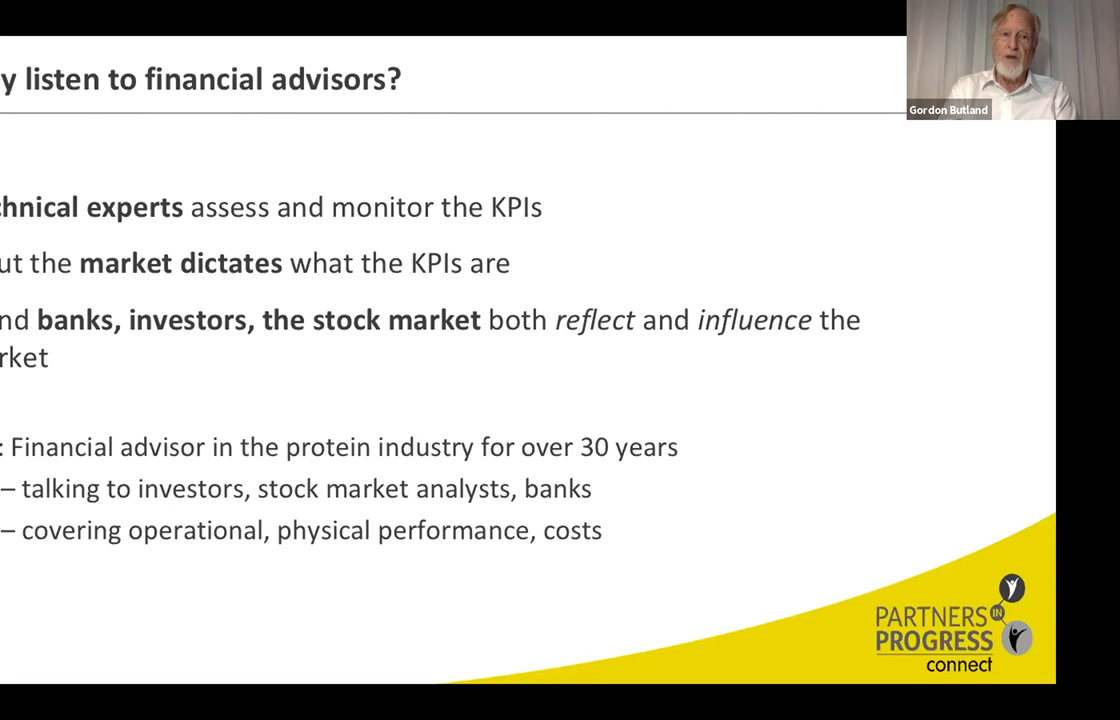 y listen to financial advisors?
Gordon Butland
chnical experts assess and monitor the KPIs
ut the market dictates what the KPIs are
nd banks, investors, the stock market both reflect and influence the
rket
: Financial advisor in the protein industry for over 30 years
– talking to investors, stock market analysts, banks
– covering operational, physical performance, costs
PARTNERS IN
PROGRESS
connect